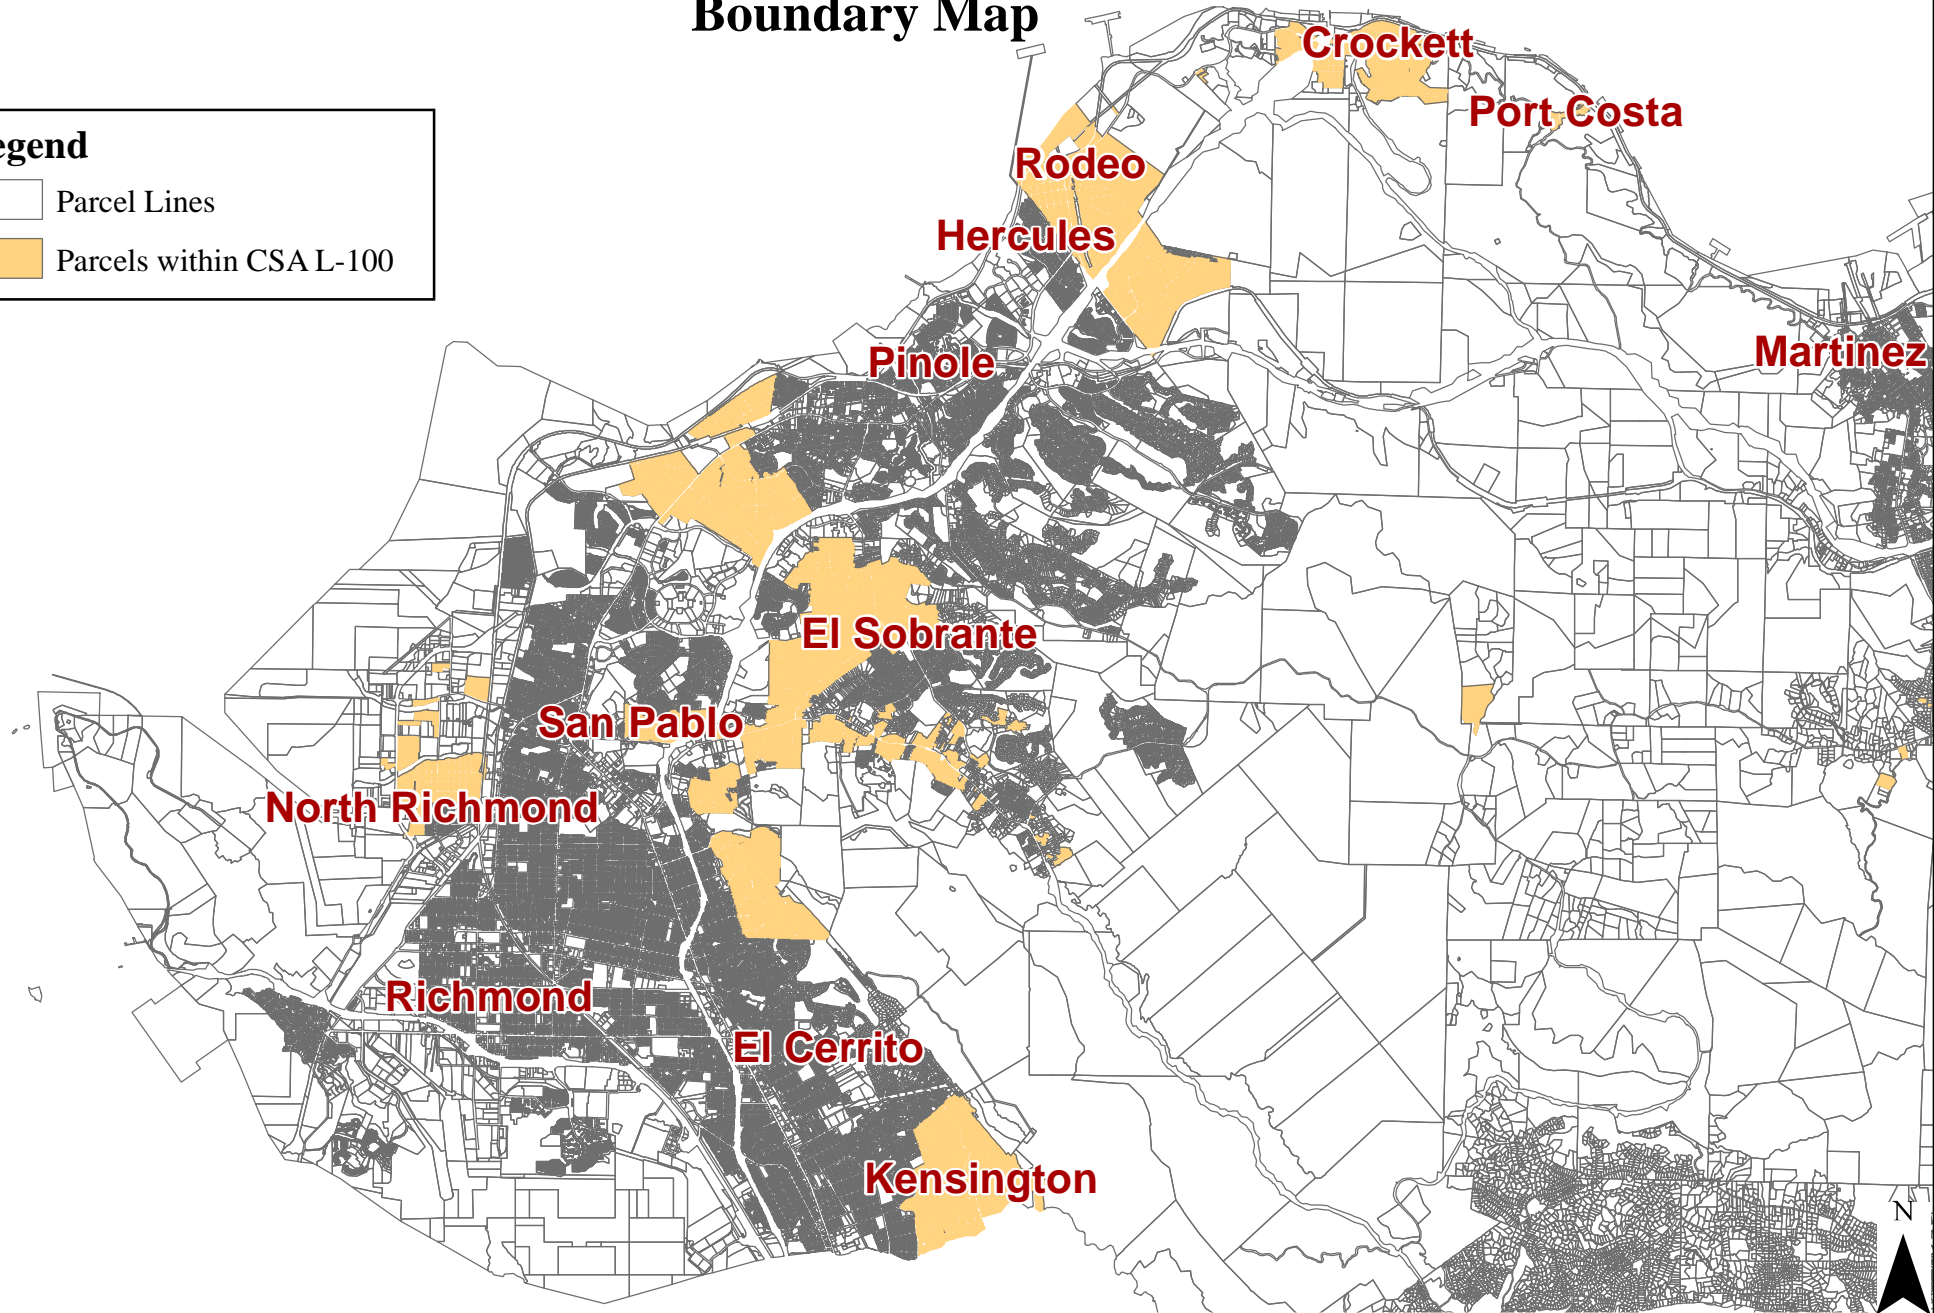 Boundary Map
egend
Parcel Lines
Parcels within CSA L-100
Crockett
Port Costa
Rodeo
Hercules
Martinez
Pinole
El Sobrante
San Pablo
North Richmond
Richmond
El Cerrito
Kensington
N